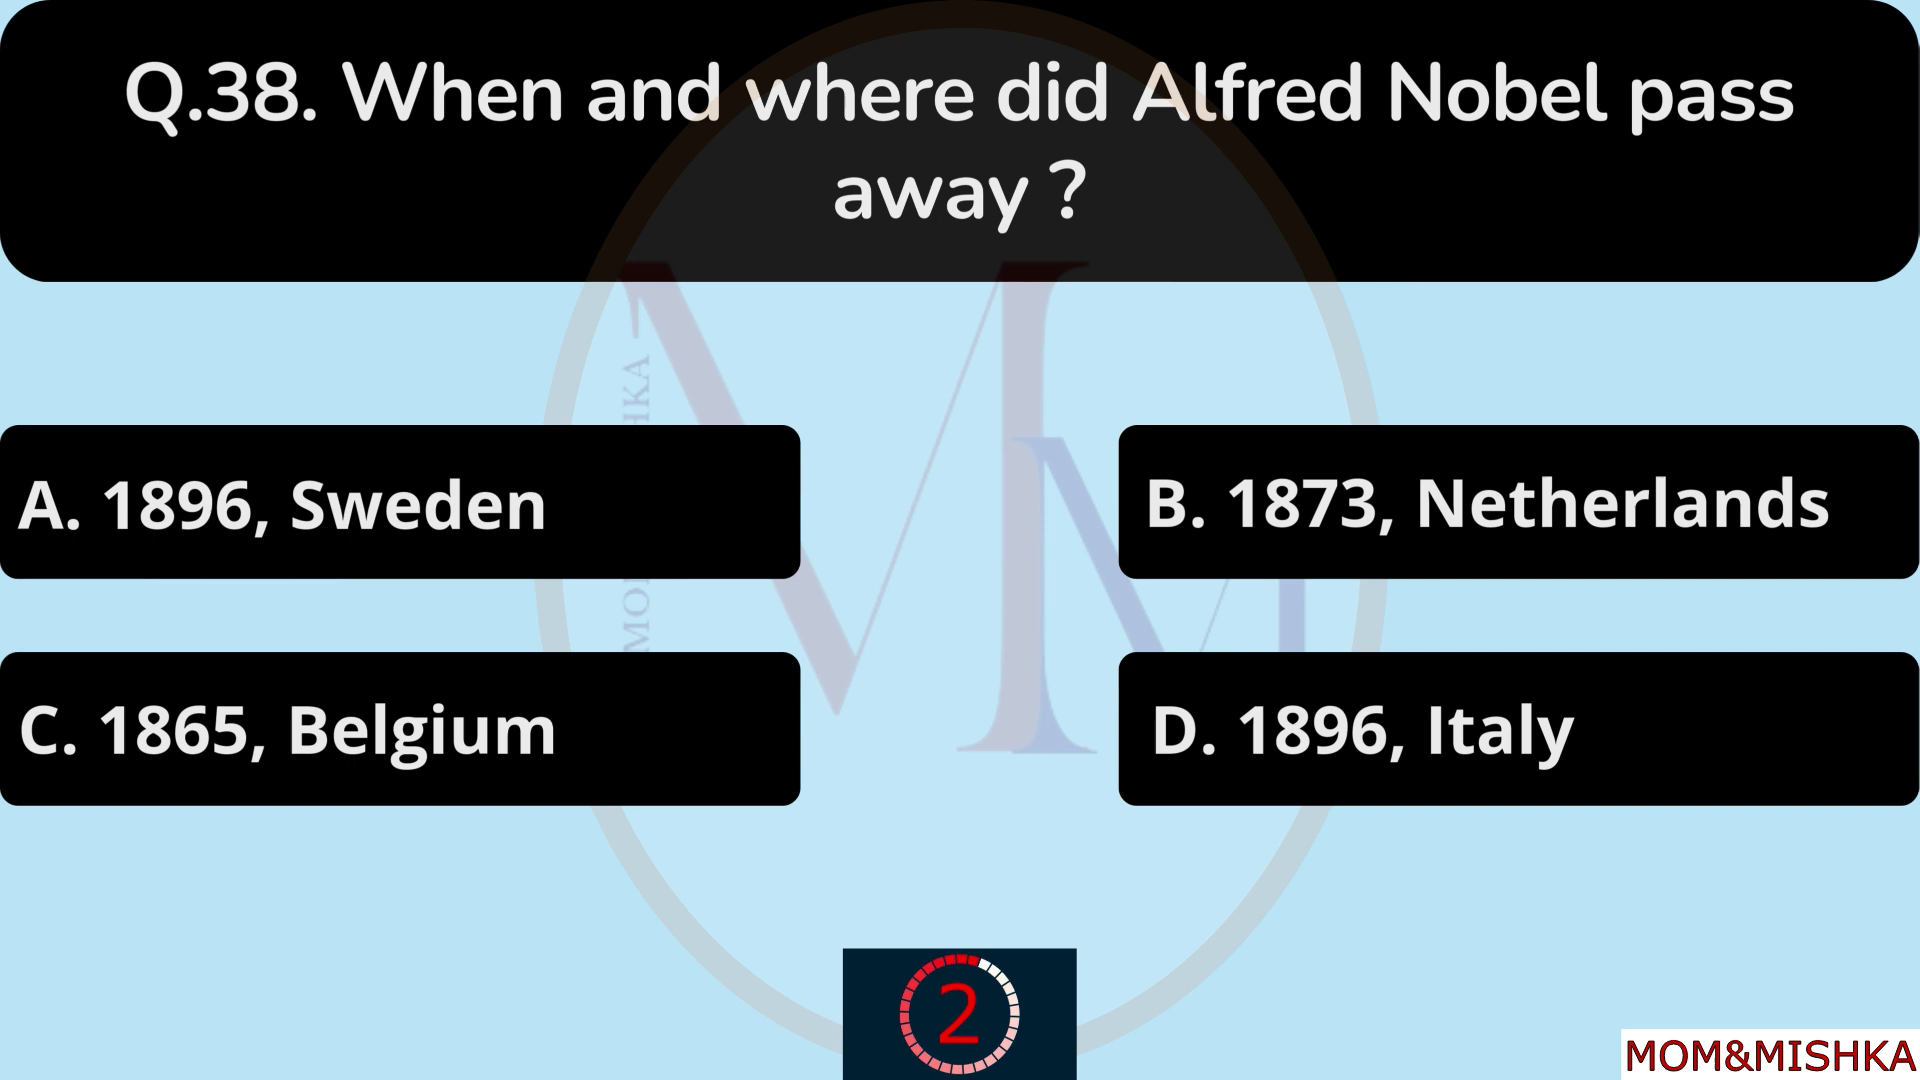 Q.38. When and where did Alfred Nobel pass
away ?
A. 1896, Sweden
B. 1873, Netherlands
C. 1865, Belgium
D. 1896, Italy
2
MOM&MISHKA